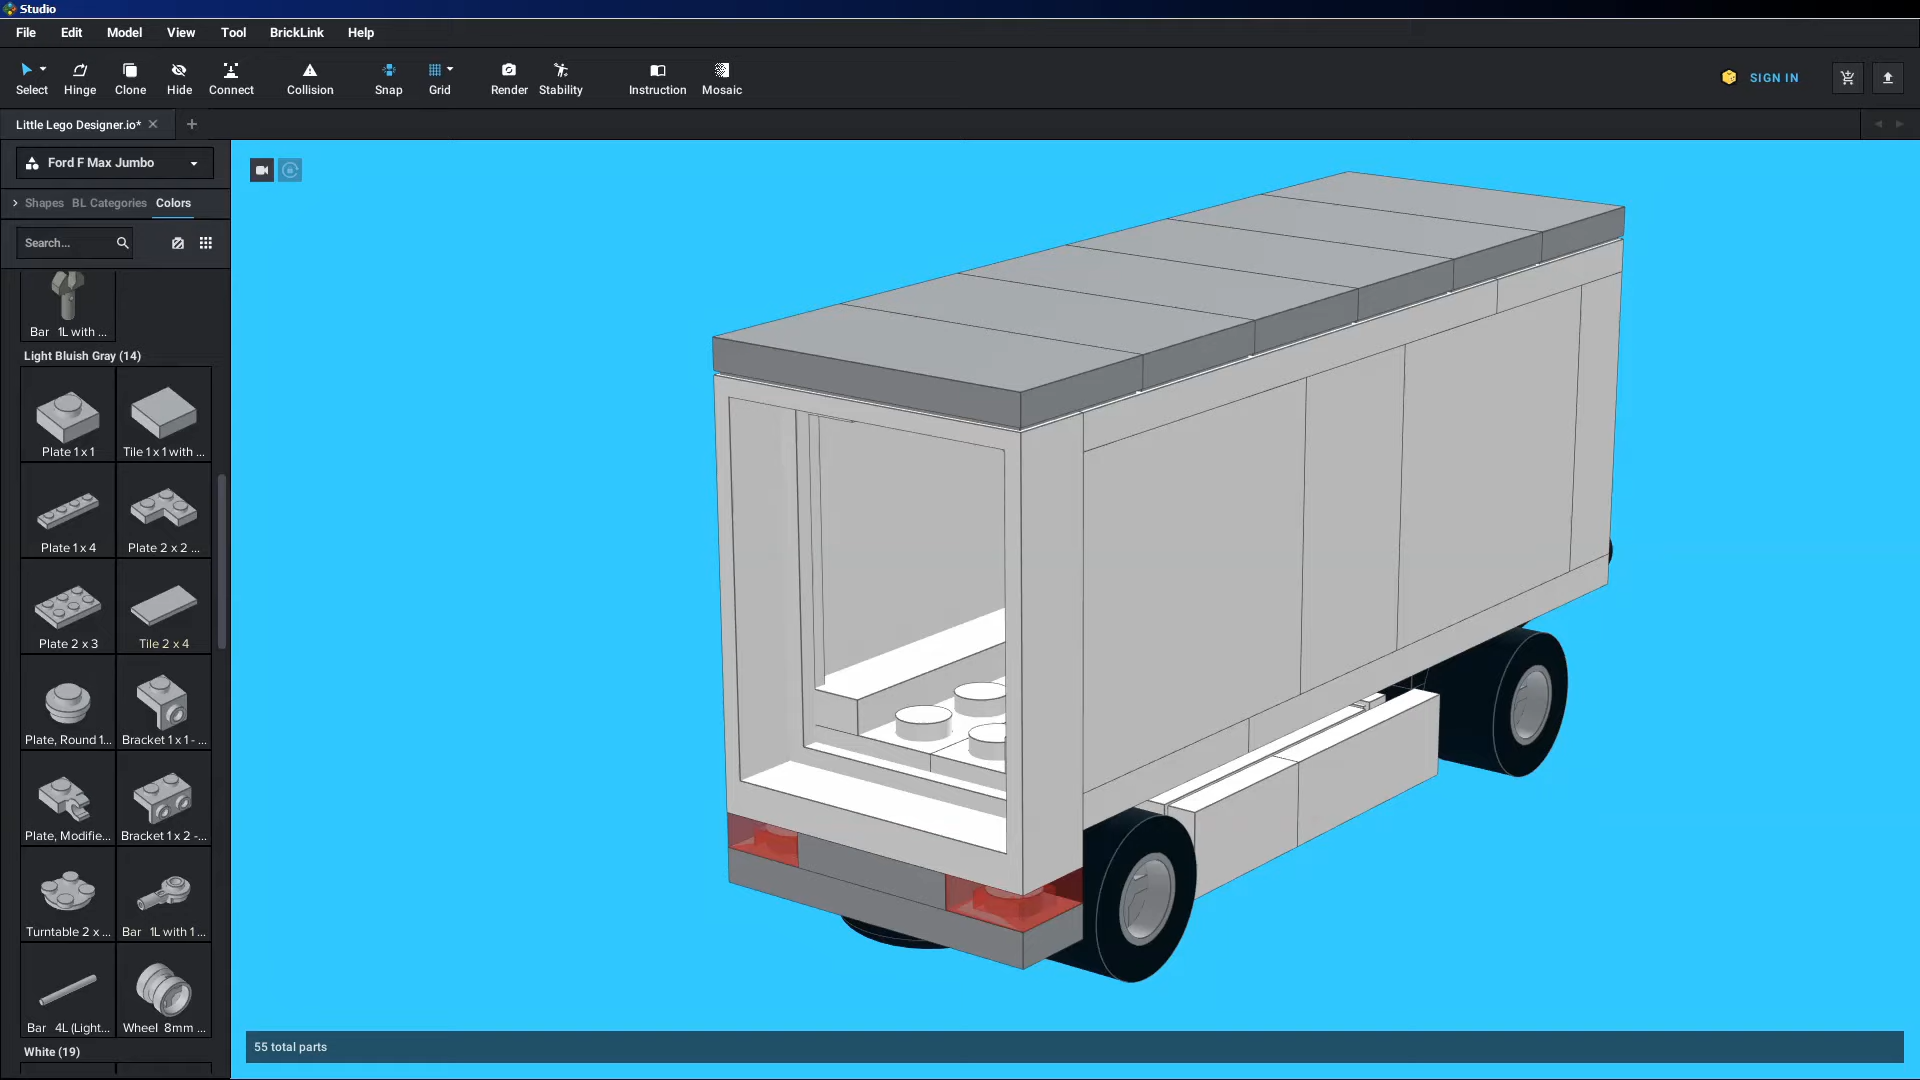 Studio
File Edit Model View Tool BrickLink Help
Select Hinge Clone Hide Connect Collision Snap Grid Render Stability Instruction Mosaic
SIGN IN
Little Lego Designer.io*
Ford F Max Jumbo
Shapes BL Categories Colors
Search...
Bar 1L with ...
Light Bluish Gray (14)
Plate 1 x 1 Tile 1 x 1 with ...
Plate 1 x 4 Plate 2 x 2 ...
Plate 2 x 3 Tile 2 x 4
Plate, Round 1... Bracket 1 x 1 - ...
Plate, Modifie... Bracket 1 x 2 -...
Turntable 2 x ... Bar 1L with 1 ...
Bar 4L (Light... Wheel 8mm ...
White (19)
55 total parts